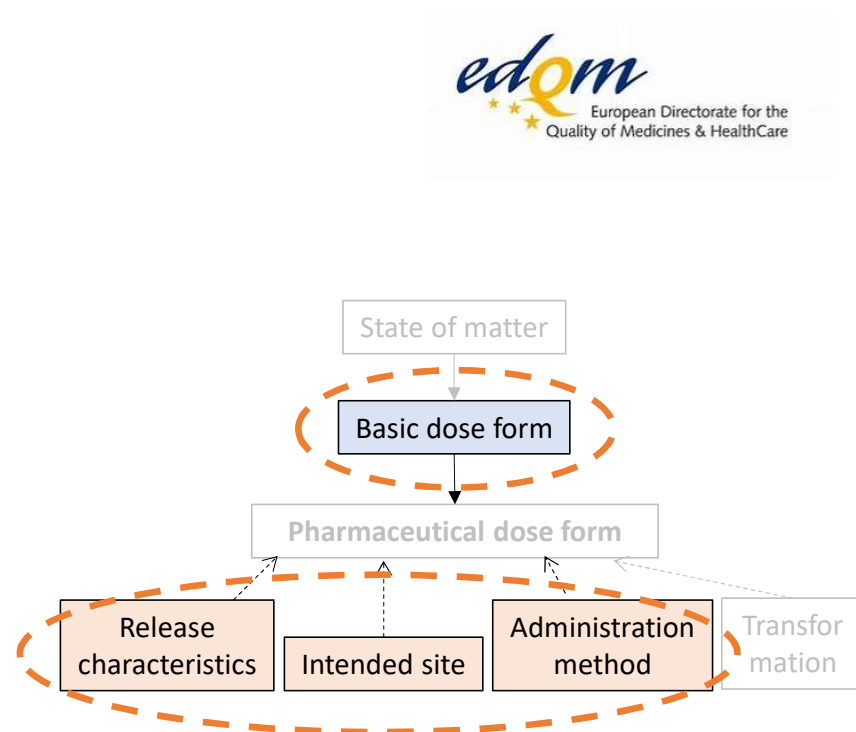 edQm
European Directorate for the
Quality of Medicines & HealthCare
State of matter
Basic dose form
Pharmaceutical dose form
Release
characteristics
Intended site
Administration
method
Transfor
mation